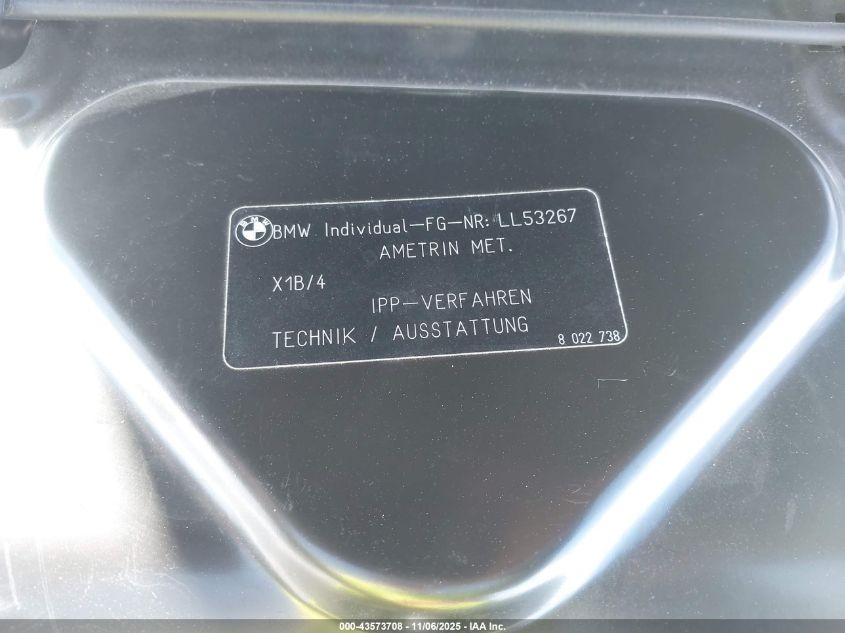 BMW
BMW Individual-FG-NR: LL53267
AMETRIN MET.
X1B/4
IPP-VERFAHREN
TECHNIK / AUSSTATTUNG
8 022 738
000-43573708 - 11/06/2025 - IAA Inc.